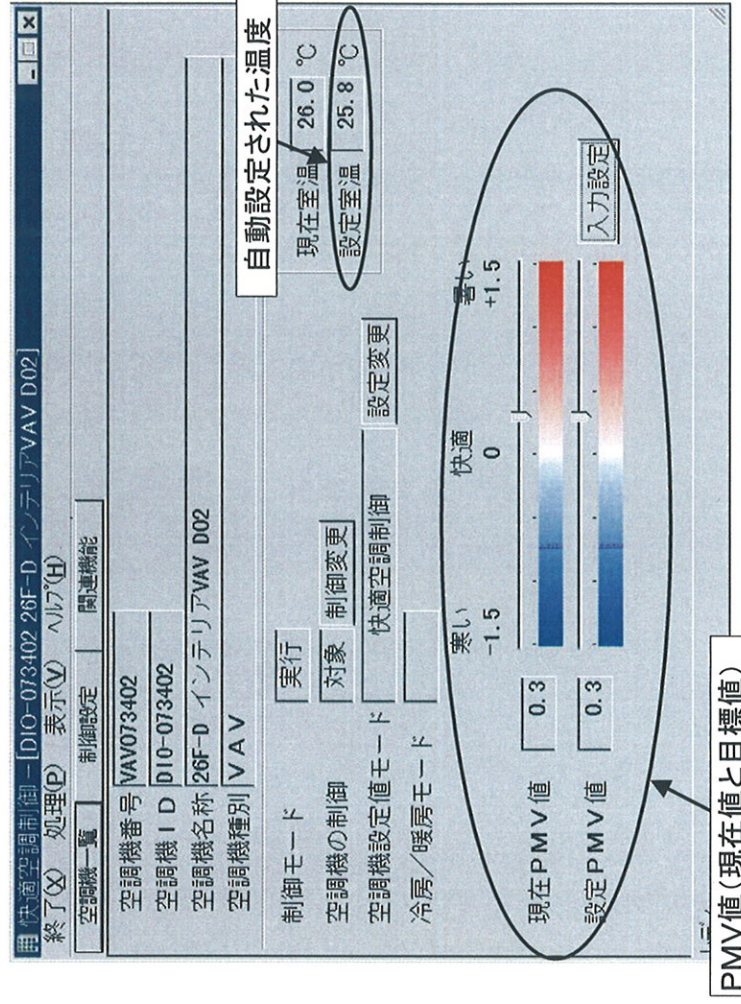 快適空調制御 - [DIO-073402 26F-D インテリアVAV D02]
終了(X) 処理(P) 表示(V) ヘルプ(H)
空調機一覧 制御設定 関連機能
空調機番号 VAV073402
空調機ID DIO-073402
空調機名称 26F-D インテリアVAV D02
空調機種別 VAV
自動設定された温度
現在室温 26.0 ℃
設定室温 25.8 ℃
制御モード 実行
空調機の制御 対象 制御変更
空調機設定値モード 快適空調制御 設定変更
冷房/暖房モード
寒い 快適 暑い
-1.5 0 +1.5
現在PMV値 0.3
設定PMV値 0.3 入力設定
PMV値(現在値と目標値)